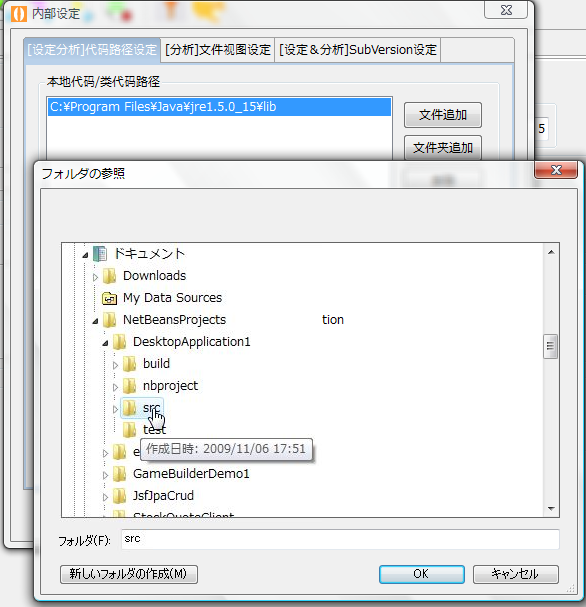 内部设定
[设定分析]代码路径设定 [分析]文件视图设定 [设定＆分析]SubVersion设定
本地代码/类代码路径
C:¥Program Files¥Java¥jre1.5.0_15¥lib
文件追加
5
文件夹追加
フォルダの参照
ドキュメント
Downloads
My Data Sources
NetBeansProjects tion
DesktopApplication1
build
nbproject
src
test
作成日時: 2009/11/06 17:51
GameBuilderDemo1
JsfJpaCrud
StockQuoteClient
フォルダ(F): src
新しいフォルダの作成(M) OK キャンセル